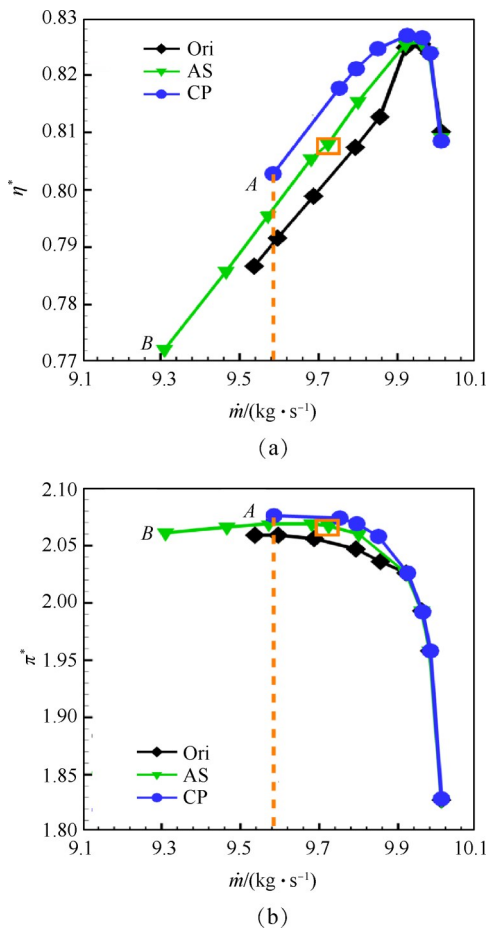 0.83
0.82
0.81
0.80
0.79
0.78
0.77
η*
Ori
AS
CP
A
B
9.1 9.3 9.5 9.7 9.9 10.1
ṁ/(kg·s⁻¹)
(a)
2.10
2.05
2.00
1.95
1.90
1.85
1.80
π*
A
B
Ori
AS
CP
9.1 9.3 9.5 9.7 9.9 10.1
ṁ/(kg·s⁻¹)
(b)